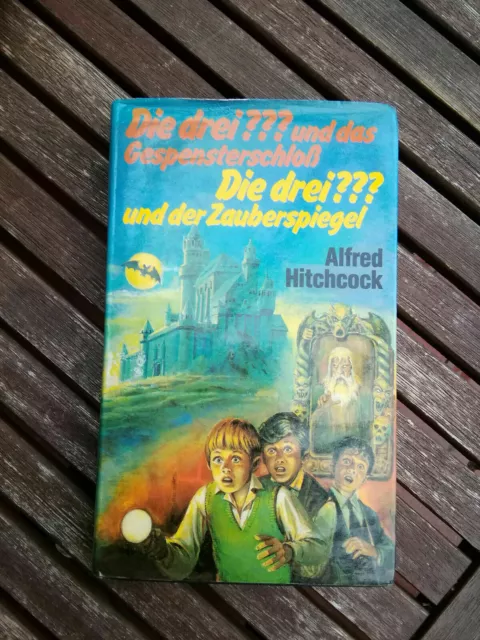 Die drei??? und das
Gespensterschloß
Die drei???
und der Zauberspiegel
Alfred
Hitchcock